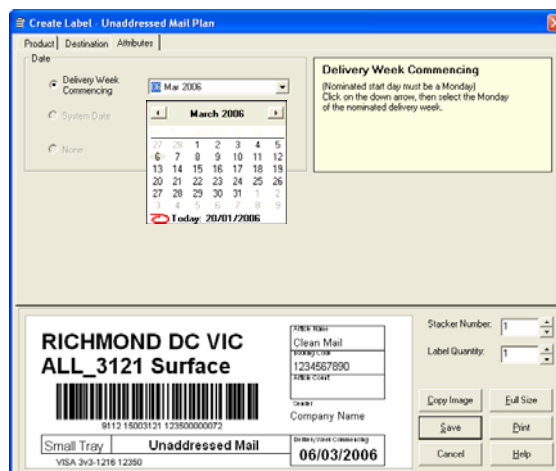 Create Label - Unaddressed Mail Plan
Product Destination Attributes
Date
Delivery Week
Commencing
06 Mar 2006
System Date
None
March 2006
27 28 1 2 3 4 5
6 7 8 9 10 11 12
13 14 15 16 17 18 19
20 21 22 23 24 25 26
27 28 29 30 31 1 2
3 4 5 6 7 8 9
Today: 20/01/2006
Delivery Week Commencing
(Nominated start day must be a Monday)
Click on the down arrow, then select the Monday
of the nominated delivery week.
RICHMOND DC VIC
ALL_3121 Surface
9112 15003121 123500000072
Small Tray Unaddressed Mail
VISA 3v3-1216 12350
Article Name
Clean Mail
Booking Code
1234567890
Article Count
Sender
Company Name
Delivery Week Commencing
06/03/2006
Stacker Number: 1
Label Quantity: 1
Copy Image Full Size
Save Print
Cancel Help